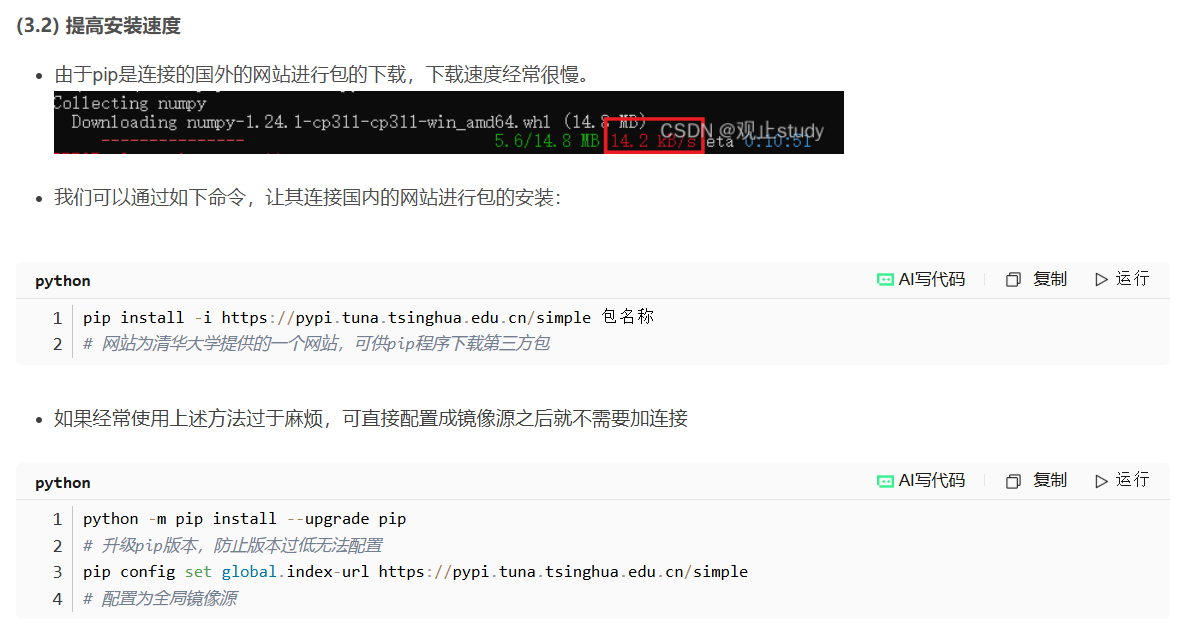 (3.2) 提高安装速度
由于pip是连接的国外的网站进行包的下载，下载速度经常很慢。
Collecting numpy
Downloading numpy-1.24.1-cp311-cp311-win_amd64.whl (14.8 MB)
CSDN @观止study
5.6/14.8 MB 14.2 kB/s eta 0:10:51
我们可以通过如下命令，让其连接国内的网站进行包的安装：
python AI写代码 复制 运行
1 pip install -i https://pypi.tuna.tsinghua.edu.cn/simple 包名称
2 # 网站为清华大学提供的一个网站，可供pip程序下载第三方包
如果经常使用上述方法过于麻烦，可直接配置成镜像源之后就不需要加连接
python AI写代码 复制 运行
1 python -m pip install --upgrade pip
2 # 升级pip版本，防止版本过低无法配置
3 pip config set global.index-url https://pypi.tuna.tsinghua.edu.cn/simple
4 # 配置为全局镜像源